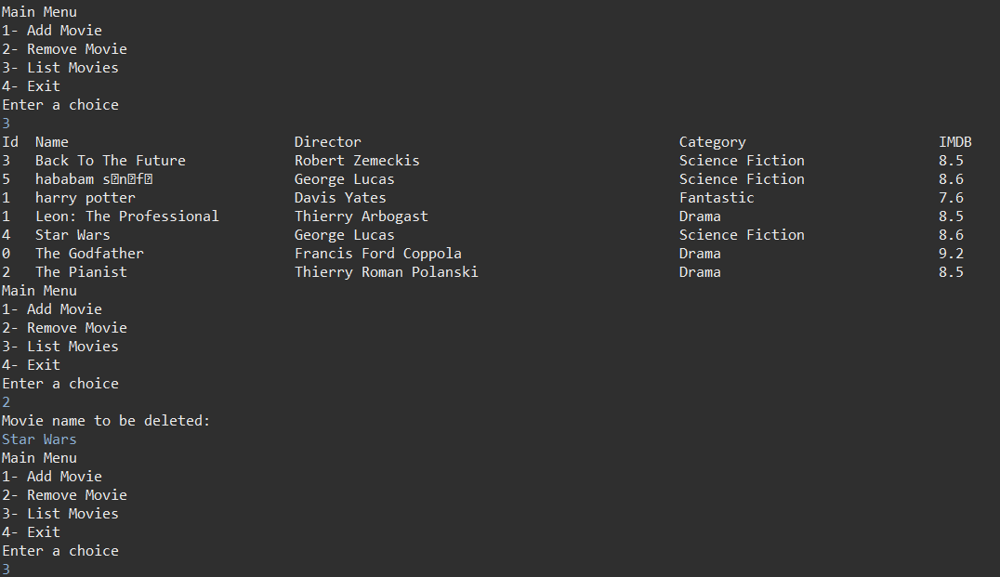 Main Menu
1- Add Movie
2- Remove Movie
3- List Movies
4- Exit
Enter a choice
3
Id Name Director Category IMDB
3 Back To The Future Robert Zemeckis Science Fiction 8.5
5 hababam s�n�f� George Lucas Science Fiction 8.6
1 harry potter Davis Yates Fantastic 7.6
1 Leon: The Professional Thierry Arbogast Drama 8.5
4 Star Wars George Lucas Science Fiction 8.6
0 The Godfather Francis Ford Coppola Drama 9.2
2 The Pianist Thierry Roman Polanski Drama 8.5
Main Menu
1- Add Movie
2- Remove Movie
3- List Movies
4- Exit
Enter a choice
2
Movie name to be deleted:
Star Wars
Main Menu
1- Add Movie
2- Remove Movie
3- List Movies
4- Exit
Enter a choice
3